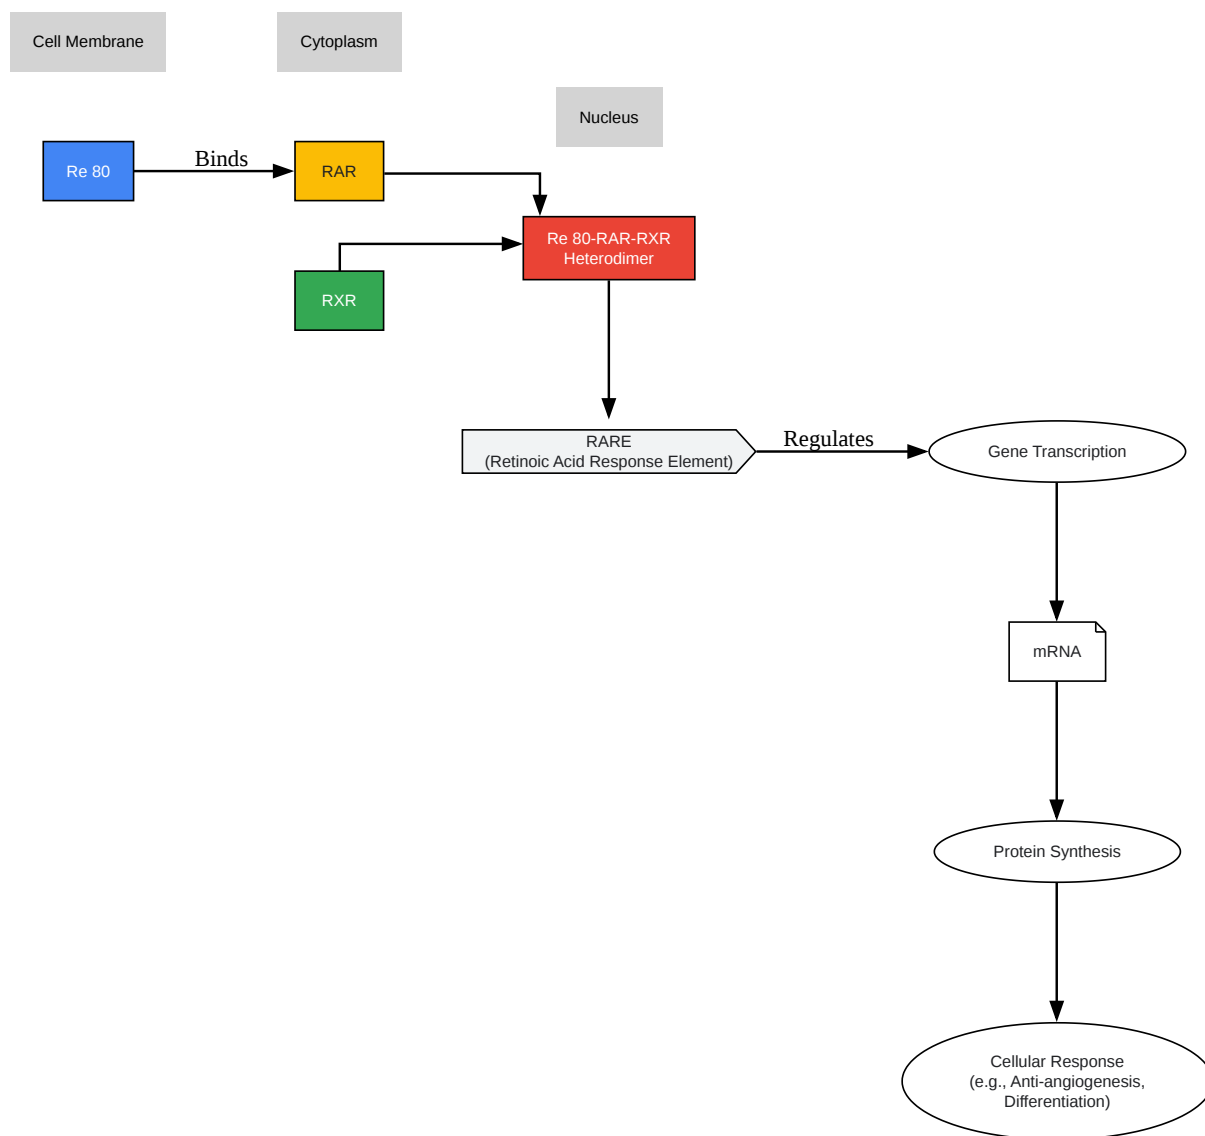 Cell Membrane
Cytoplasm
Nucleus
Re 80
Binds
RAR
Re 80-RAR-RXR
Heterodimer
RXR
RARE
(Retinoic Acid Response Element)
Regulates
Gene Transcription
mRNA
Protein Synthesis
Cellular Response
(e.g., Anti-angiogenesis,
Differentiation)